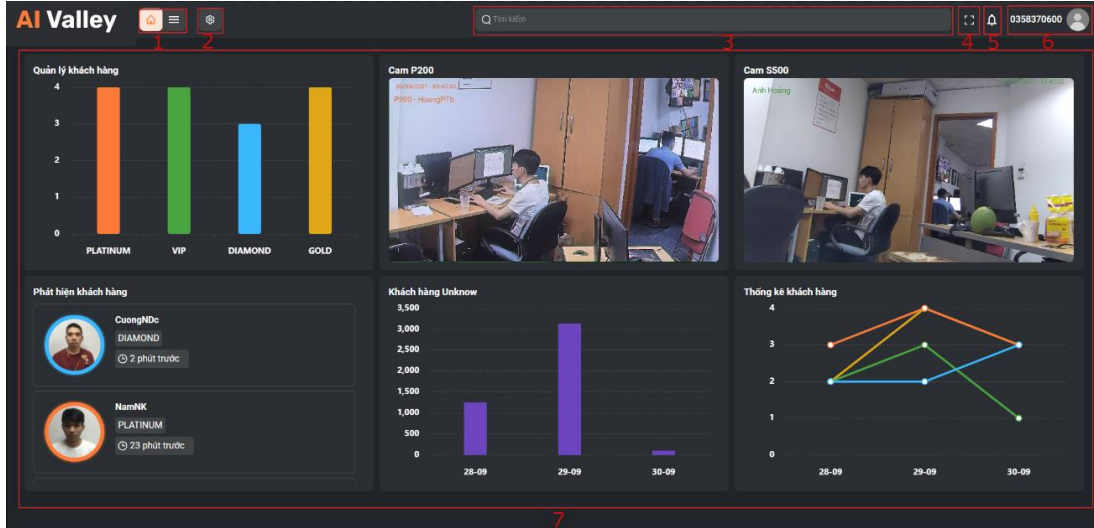 AI Valley
Tìm kiếm
0358370600
1
2
3
4
5
6
Quản lý khách hàng
4
3
2
1
0
PLATINUM VIP DIAMOND GOLD
Cam P200
P200 - HoangPTb
Cam S500
Anh Hoàng
Phát hiện khách hàng
CuongNDc
DIAMOND
2 phút trước
NamNK
PLATINUM
23 phút trước
Khách hàng Unknow
3,500
3,000
2,500
2,000
1,500
1,000
500
0
28-09 29-09 30-09
Thống kê khách hàng
4
3
2
1
0
28-09 29-09 30-09
7